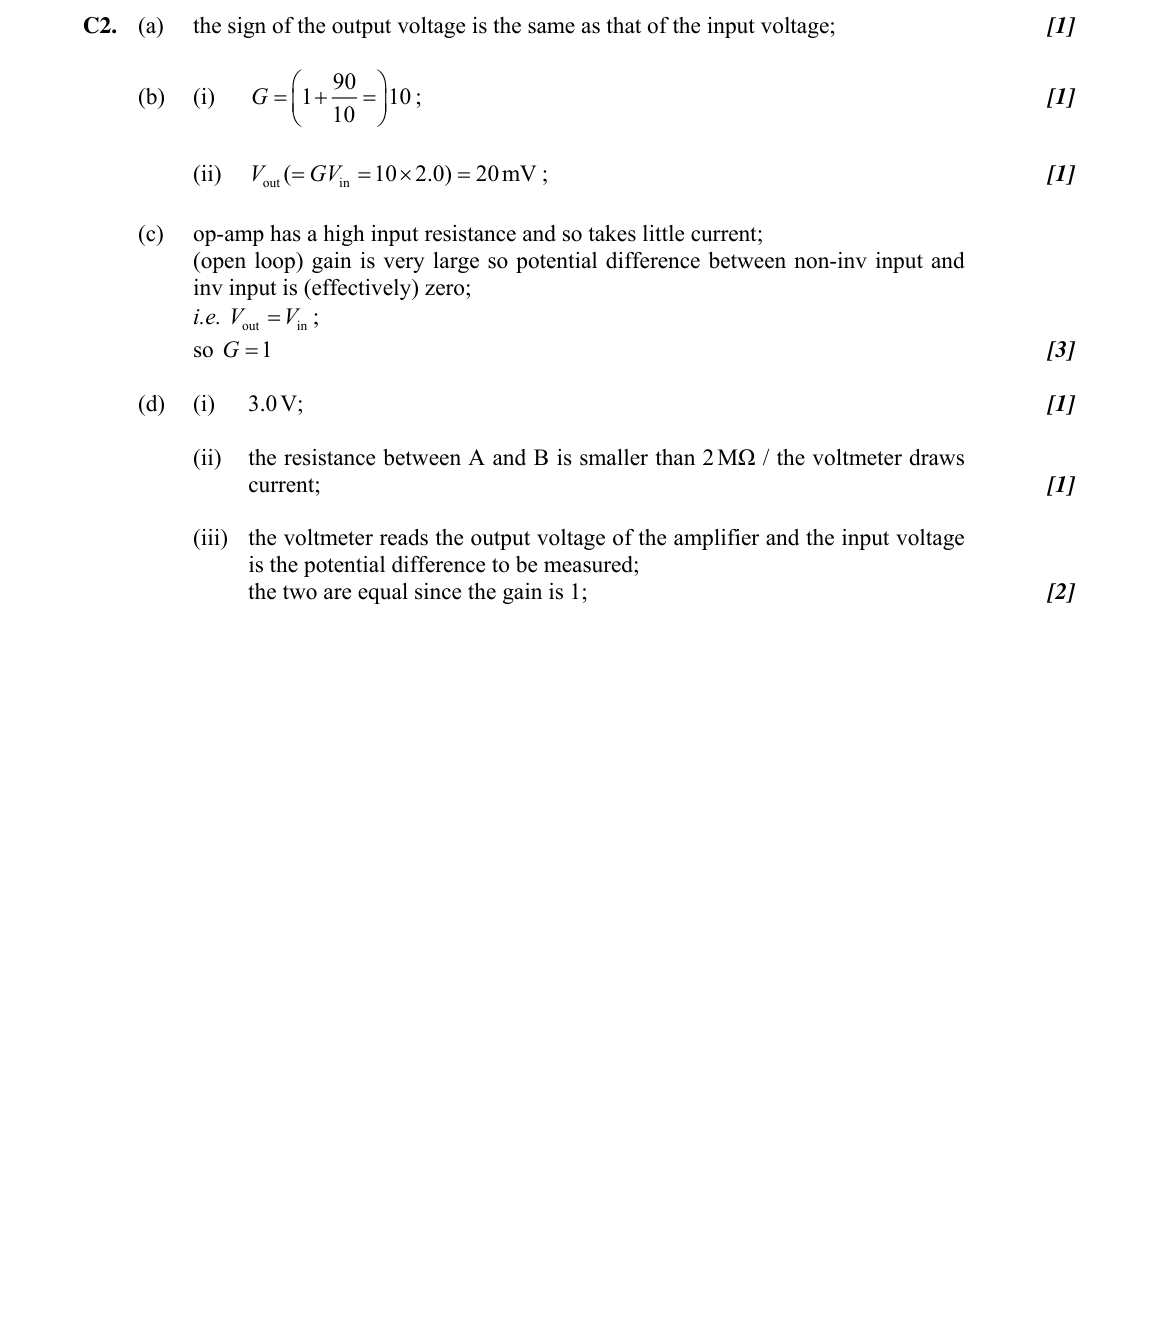 C2. (a) the sign of the output voltage is the same as that of the input voltage; [1]
(b) (i) G = (1 + 90/10 =) 10 ; [1]
(ii) V_out (= GV_in = 10 × 2.0) = 20 mV ; [1]
(c) op-amp has a high input resistance and so takes little current;
(open loop) gain is very large so potential difference between non-inv input and
inv input is (effectively) zero;
i.e. V_out = V_in ;
so G = 1 [3]
(d) (i) 3.0 V; [1]
(ii) the resistance between A and B is smaller than 2 MΩ / the voltmeter draws
current; [1]
(iii) the voltmeter reads the output voltage of the amplifier and the input voltage
is the potential difference to be measured;
the two are equal since the gain is 1; [2]